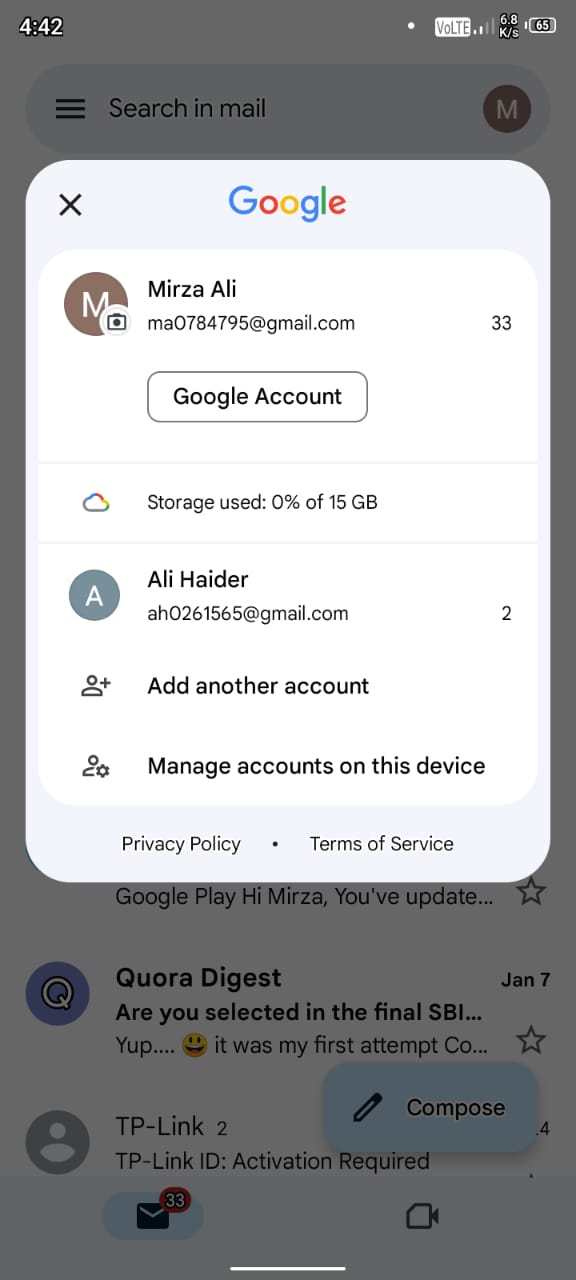 4:42
VoLTE
6.8
K/s
65
Search in mail
M
Google
M
Mirza Ali
ma0784795@gmail.com
33
Google Account
Storage used: 0% of 15 GB
A
Ali Haider
ah0261565@gmail.com
2
Add another account
Manage accounts on this device
Privacy Policy • Terms of Service
Google Play Hi Mirza, You've update...
Quora Digest
Jan 7
Are you selected in the final SBI...
Yup.... 😃 it was my first attempt Co...
TP-Link 2
Compose
TP-Link ID: Activation Required
33